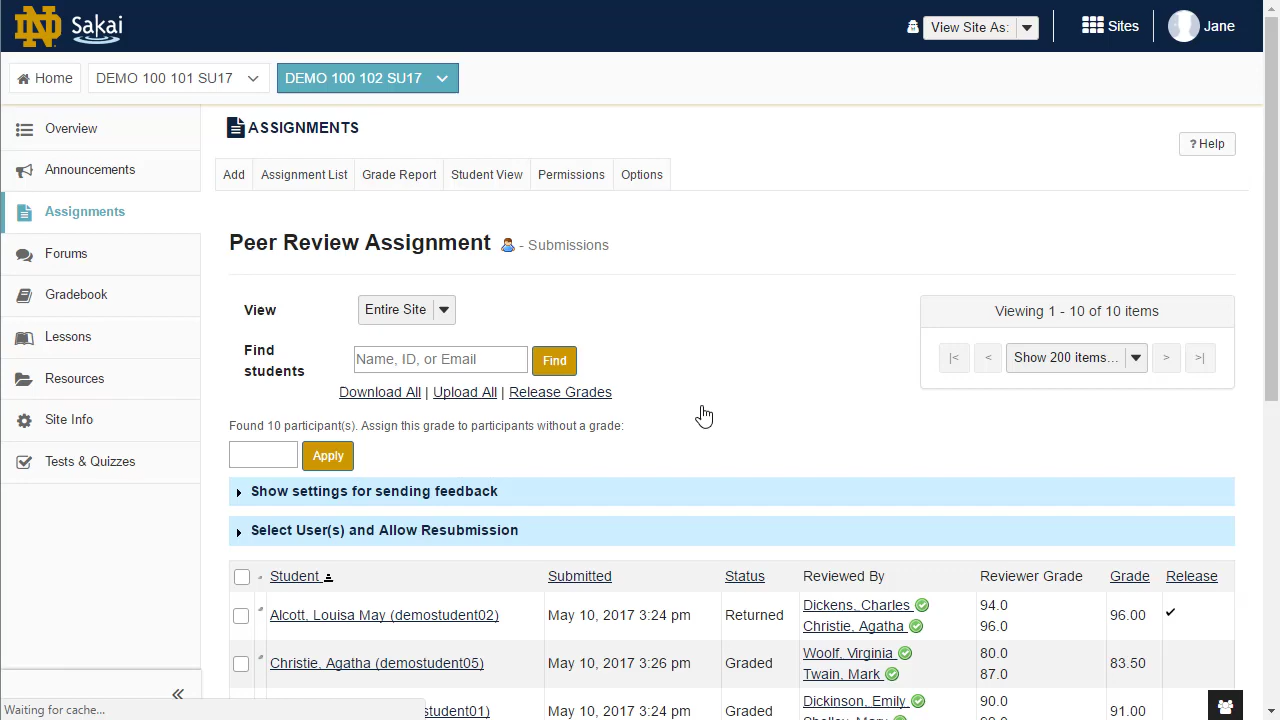 ND Sakai
View Site As:
Sites
Jane
Home
DEMO 100 101 SU17
DEMO 100 102 SU17
Overview
Announcements
Assignments
Forums
Gradebook
Lessons
Resources
Site Info
Tests & Quizzes
«
Waiting for cache...
ASSIGNMENTS
? Help
Add
Assignment List
Grade Report
Student View
Permissions
Options
Peer Review Assignment - Submissions
View
Entire Site
Viewing 1 - 10 of 10 items
|< < Show 200 items... > >|
Find students
Name, ID, or Email
Find
Download All | Upload All | Release Grades
Found 10 participant(s). Assign this grade to participants without a grade:
Apply
Show settings for sending feedback
Select User(s) and Allow Resubmission
Student Submitted Status Reviewed By Reviewer Grade Grade Release
Alcott, Louisa May (demostudent02) May 10, 2017 3:24 pm Returned Dickens, Charles 94.0 96.00 ✓
Christie, Agatha 96.0
Christie, Agatha (demostudent05) May 10, 2017 3:26 pm Graded Woolf, Virginia 80.0 83.50
Twain, Mark 87.0
student01) May 10, 2017 3:24 pm Graded Dickinson, Emily 90.0 91.00